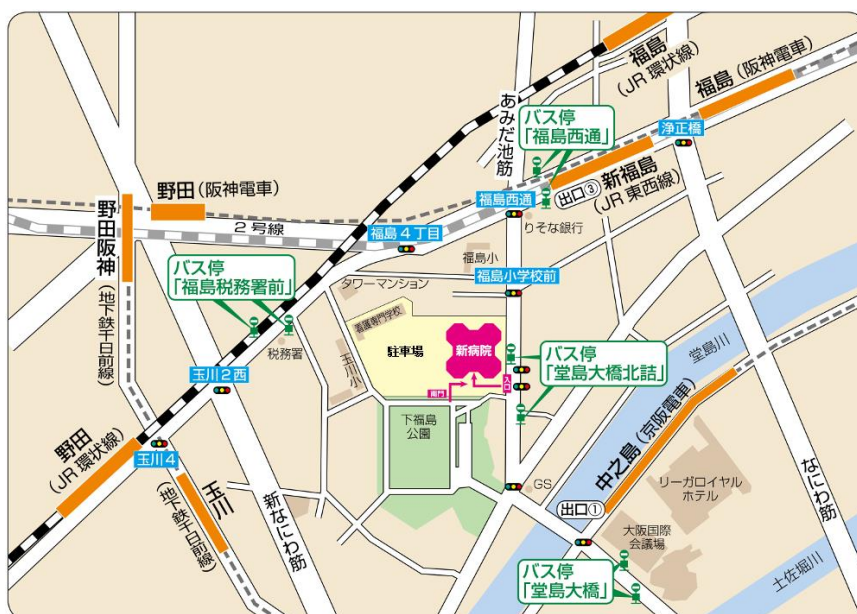 福島
(JR環状線)
福島(阪神電車)
あみだ池筋
バス停
「福島西通」
浄正橋
新福島
(JR東西線)
出口③
野田(阪神電車)
福島西通
りそな銀行
野田阪神
(地下鉄千日前線)
2号線
福島4丁目
福島小
バス停
「福島税務署前」
タワーマンション
福島小学校前
看護専門学校
駐車場
新病院
税務署
玉川小
バス停
「堂島大橋北詰」
堂島川
玉川2西
南門
入口
下福島
公園
野田
(JR環状線)
玉川4
中之島(京阪電車)
リーガロイヤル
ホテル
なにわ筋
玉川
(地下鉄千日前線)
新なにわ筋
GS
出口①
大阪国際
会議場
バス停
「堂島大橋」
土佐堀川